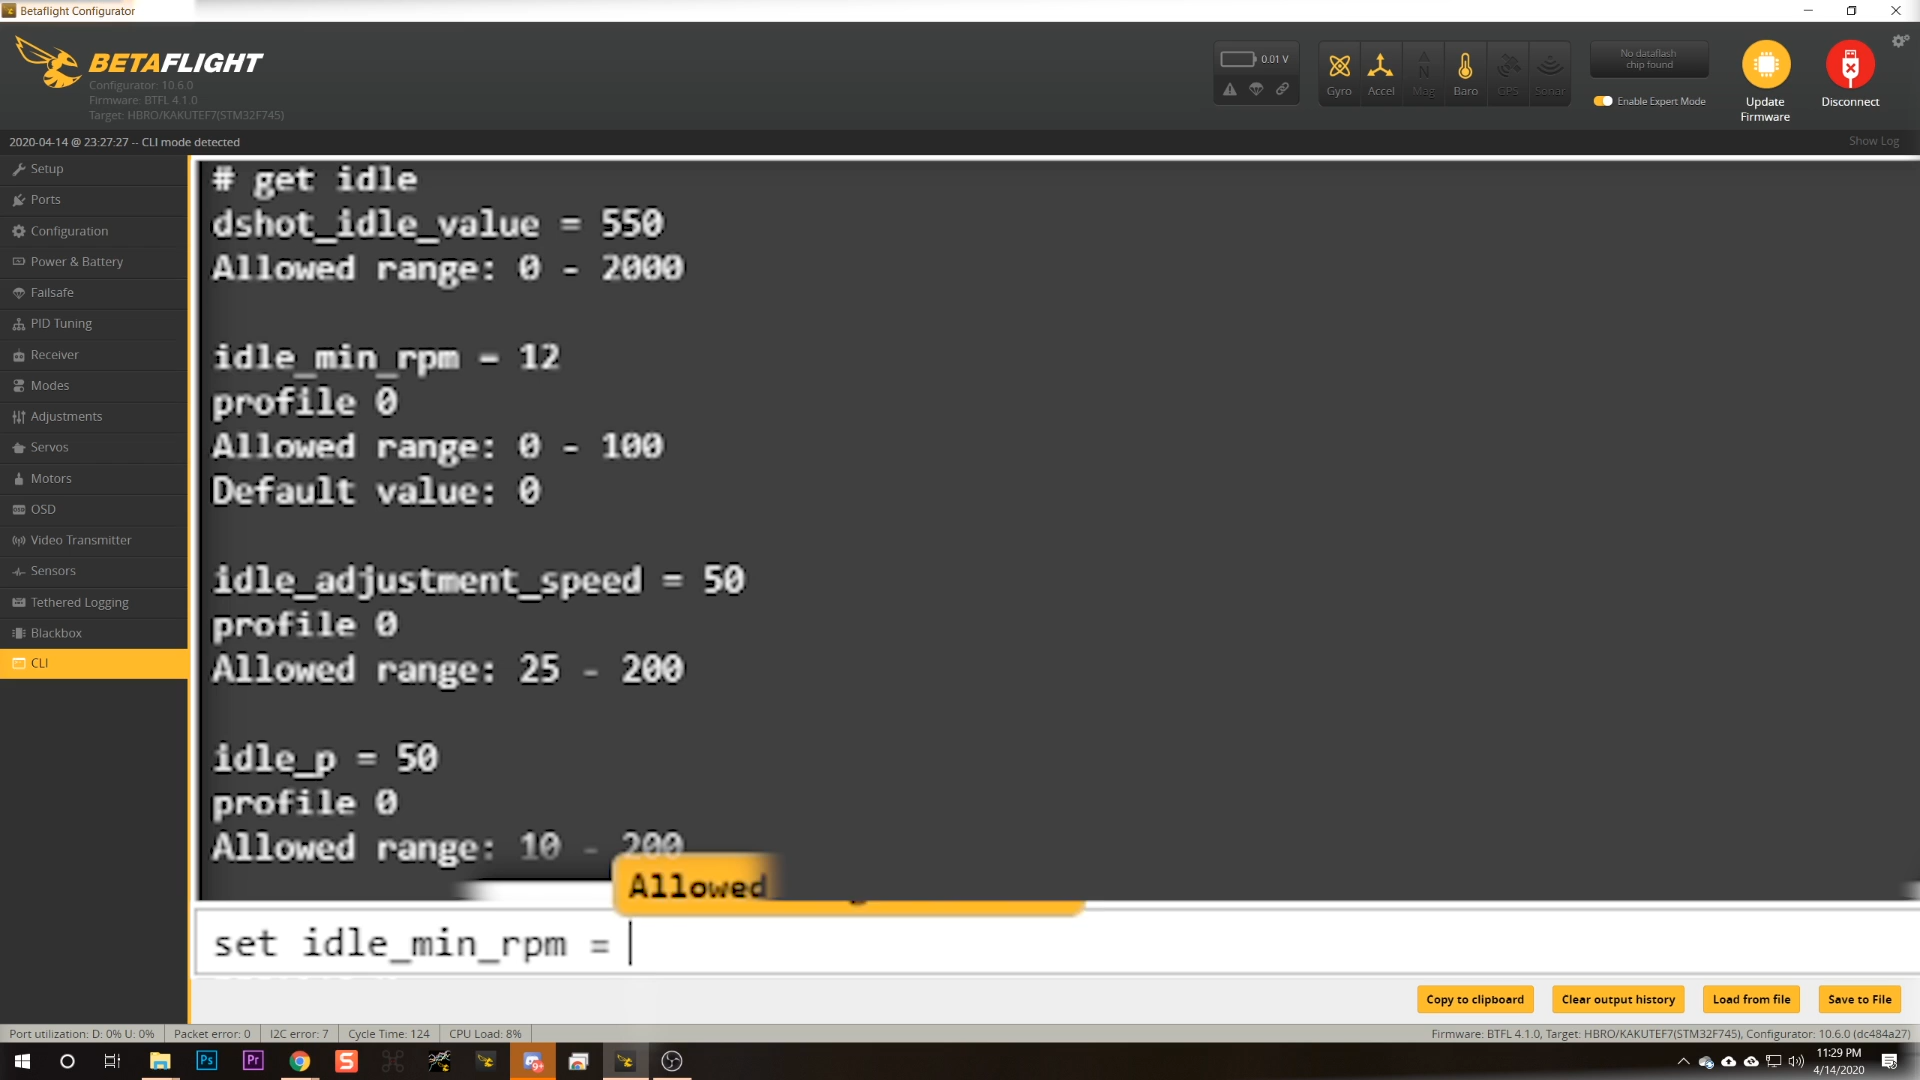 Betaflight Configurator
BETAFLIGHT
Configurator: 10.6.0
Firmware: BTFL 4.1.0
Target: HBRO/KAKUTEF7(STM32F745)
0.01 V
Gyro
Accel
Mag
Baro
GPS
Sonar
No dataflash
chip found
Enable Expert Mode
Update
Firmware
Disconnect
2020-04-14 @ 23:27:27 -- CLI mode detected
Show Log
Setup
Ports
Configuration
Power & Battery
Failsafe
PID Tuning
Receiver
Modes
Adjustments
Servos
Motors
OSD
Video Transmitter
Sensors
Tethered Logging
Blackbox
CLI
# get idle
dshot_idle_value = 550
Allowed range: 0 - 2000
idle_min_rpm = 12
profile 0
Allowed range: 0 - 100
Default value: 0
idle_adjustment_speed = 50
profile 0
Allowed range: 25 - 200
idle_p = 50
profile 0
Allowed range: 10 - 200
Allowed
set idle_min_rpm =
Copy to clipboard
Clear output history
Load from file
Save to File
Port utilization: D: 0% U: 0%
Packet error: 0
I2C error: 7
Cycle Time: 124
CPU Load: 8%
Firmware: BTFL 4.1.0, Target: HBRO/KAKUTEF7(STM32F745), Configurator: 10.6.0 (dc484a27)
Ps
Pr
S
9+
11:29 PM
4/14/2020